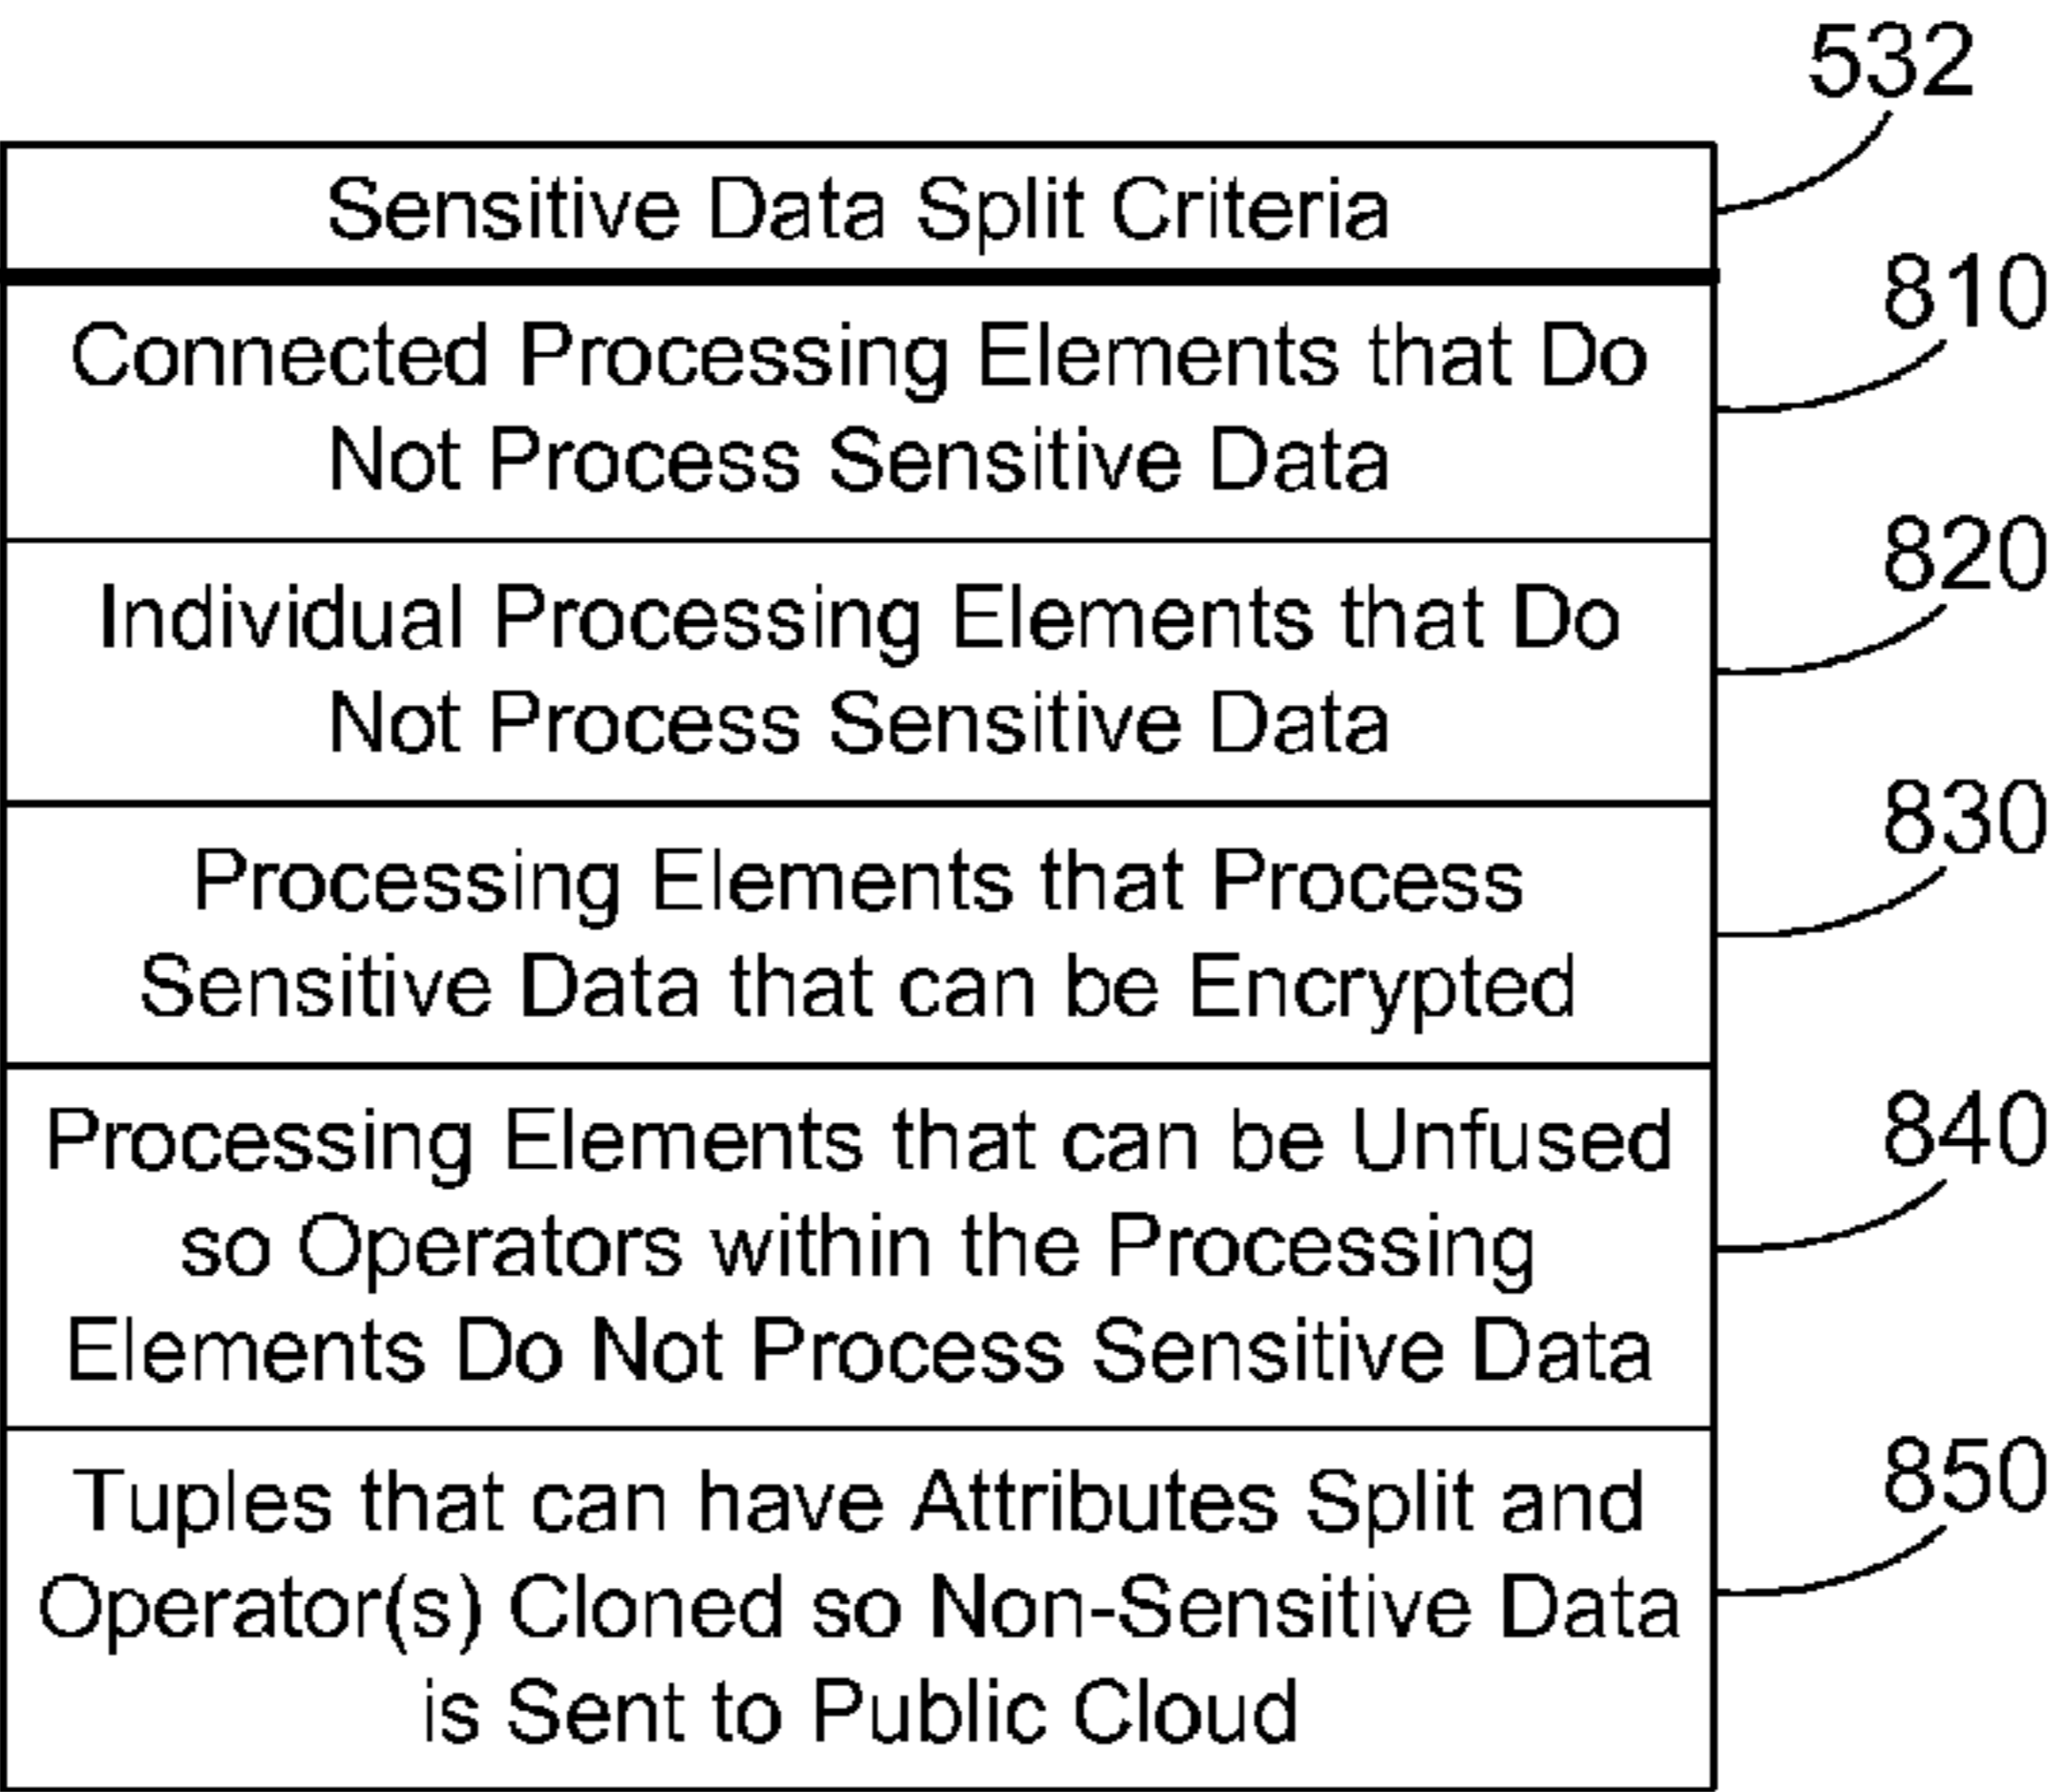 532
Sensitive Data Split Criteria
810
Connected Processing Elements that Do
Not Process Sensitive Data
820
Individual Processing Elements that Do
Not Process Sensitive Data
830
Processing Elements that Process
Sensitive Data that can be Encrypted
840
Processing Elements that can be Unfused
so Operators within the Processing
Elements Do Not Process Sensitive Data
850
Tuples that can have Attributes Split and
Operator(s) Cloned so Non-Sensitive Data
is Sent to Public Cloud